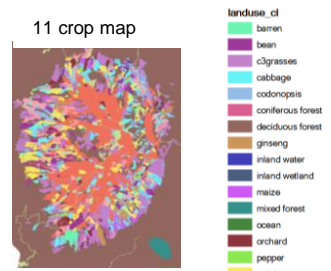 11 crop map
landuse_cl
barren
bean
c3grasses
cabbage
codonopsis
coniferous forest
deciduous forest
ginseng
inland water
inland wetland
maize
mixed forest
ocean
orchard
pepper